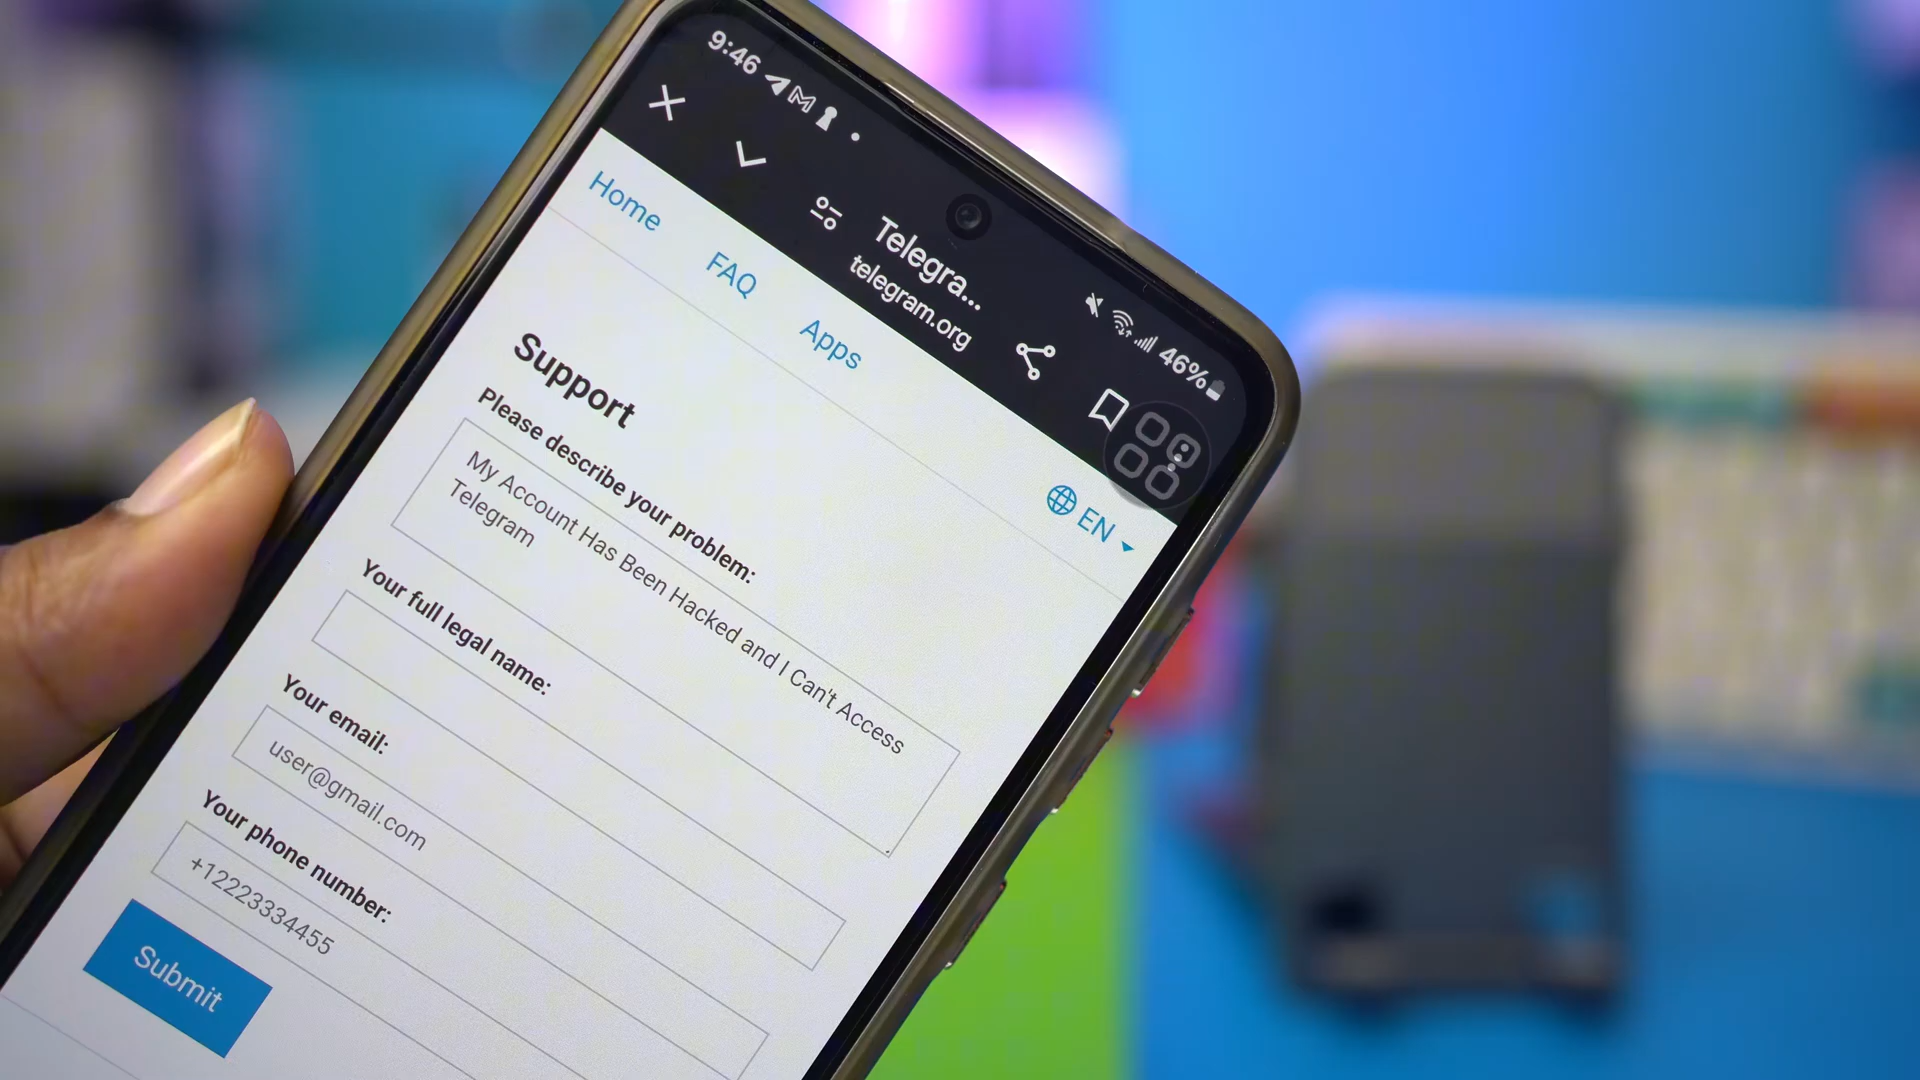 9:46
46%
Telegra...
telegram.org
Home
FAQ
Apps
EN
Support
Please describe your problem:
My Account Has Been Hacked and I Can't Access
Telegram
Your full legal name:
Your email:
user@gmail.com
Your phone number:
+12223334455
Submit